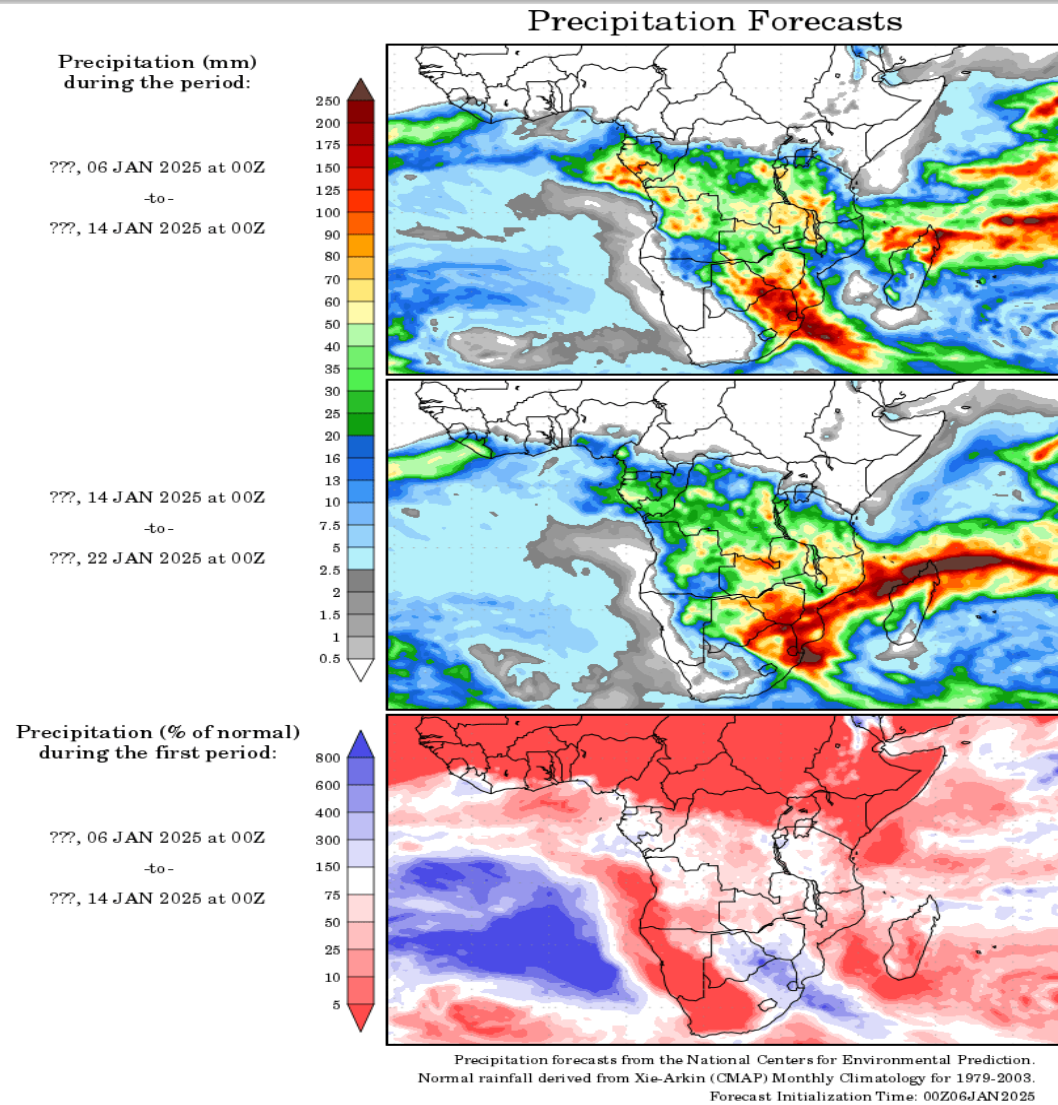 Precipitation Forecasts
Precipitation (mm)
during the period:
???, 06 JAN 2025 at 00Z
-to-
???, 14 JAN 2025 at 00Z
250
200
175
150
125
100
90
80
70
60
50
40
35
30
25
20
16
13
10
7.5
5
2.5
2
1.5
1
0.5
???, 14 JAN 2025 at 00Z
-to-
???, 22 JAN 2025 at 00Z
Precipitation (% of normal)
during the first period:
???, 06 JAN 2025 at 00Z
-to-
???, 14 JAN 2025 at 00Z
800
600
400
300
150
75
50
25
10
5
Precipitation forecasts from the National Centers for Environmental Prediction.
Normal rainfall derived from Xie-Arkin (CMAP) Monthly Climatology for 1979-2003.
Forecast Initialization Time: 00Z06JAN2025